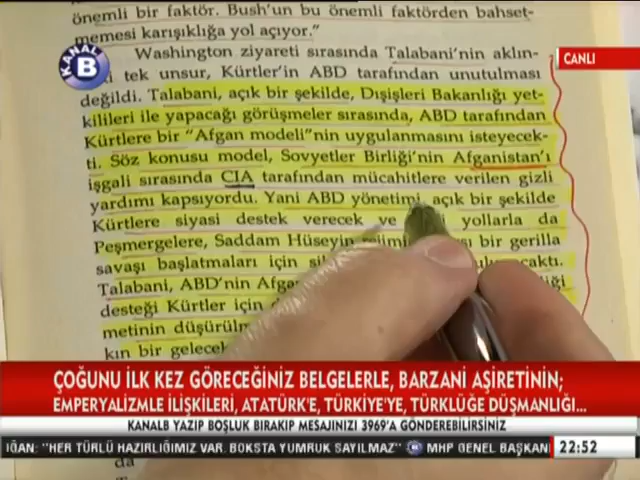 önemli bir faktör. Bush'un bu önemli faktörden bahset-
memesi karışıklığa yol açıyor."
Washington ziyareti sırasında Talabani'nin aklın-
tek unsur, Kürtler'in ABD tarafından unutulması
değildi. Talabani, açık bir şekilde, Dışişleri Bakanlığı yet-
kilileri ile yapacağı görüşmeler sırasında, ABD tarafından
Kürtlere bir "Afgan modeli"nin uygulanmasını isteyecek-
ti. Söz konusu model, Sovyetler Birliği'nin Afganistan'ı
işgali sırasında CIA tarafından mücahitlere verilen gizli
yardımı kapsıyordu. Yani ABD yönetimi, açık bir şekilde
Kürtlere siyasi destek verecek ve yollarla da
Peşmergelere, Saddam Hüseyin bir gerilla
savaşı başlatmaları için
Talabani, ABD'nin
desteği Kürtler için
metinin
kın bir gelecek
da
KANAL B
CANLI
ÇOĞUNU İLK KEZ GÖRECEĞİNİZ BELGELERLE, BARZANİ AŞİRETİNİN;
EMPERYALİZMLE İLİŞKİLERİ, ATATÜRK'E, TÜRKİYE'YE, TÜRKLÜĞE DÜŞMANLIĞI...
KANALB YAZIP BOŞLUK BIRAKIP MESAJINIZI 3969'A GÖNDEREBİLİRSİNİZ
IĞAN: "HER TÜRLÜ HAZIRLIĞIMIZ VAR. BOKSTA YUMRUK SAYILMAZ" B MHP GENEL BAŞKANI 22:52